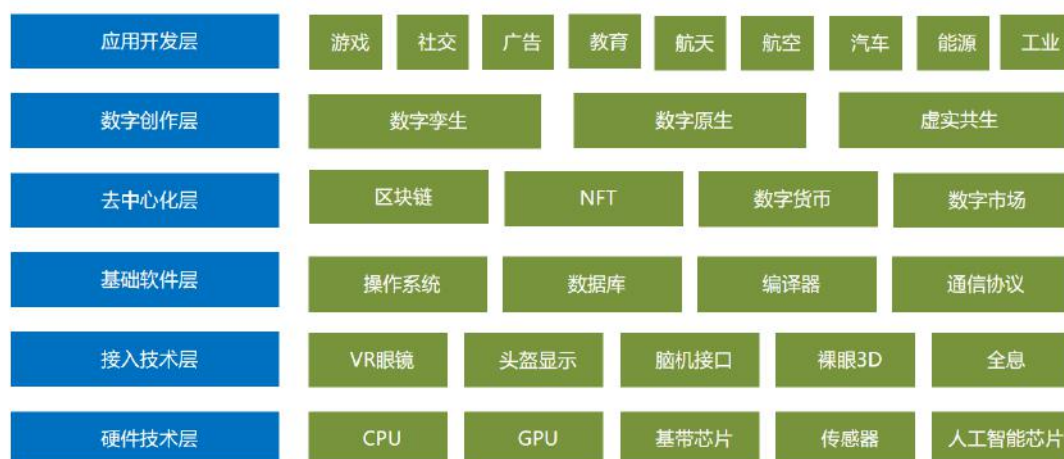 应用开发层 游戏 社交 广告 教育 航天 航空 汽车 能源 工业
数字创作层 数字孪生 数字原生 虚实共生
去中心化层 区块链 NFT 数字货币 数字市场
基础软件层 操作系统 数据库 编译器 通信协议
接入技术层 VR眼镜 头盔显示 脑机接口 裸眼3D 全息
硬件技术层 CPU GPU 基带芯片 传感器 人工智能芯片